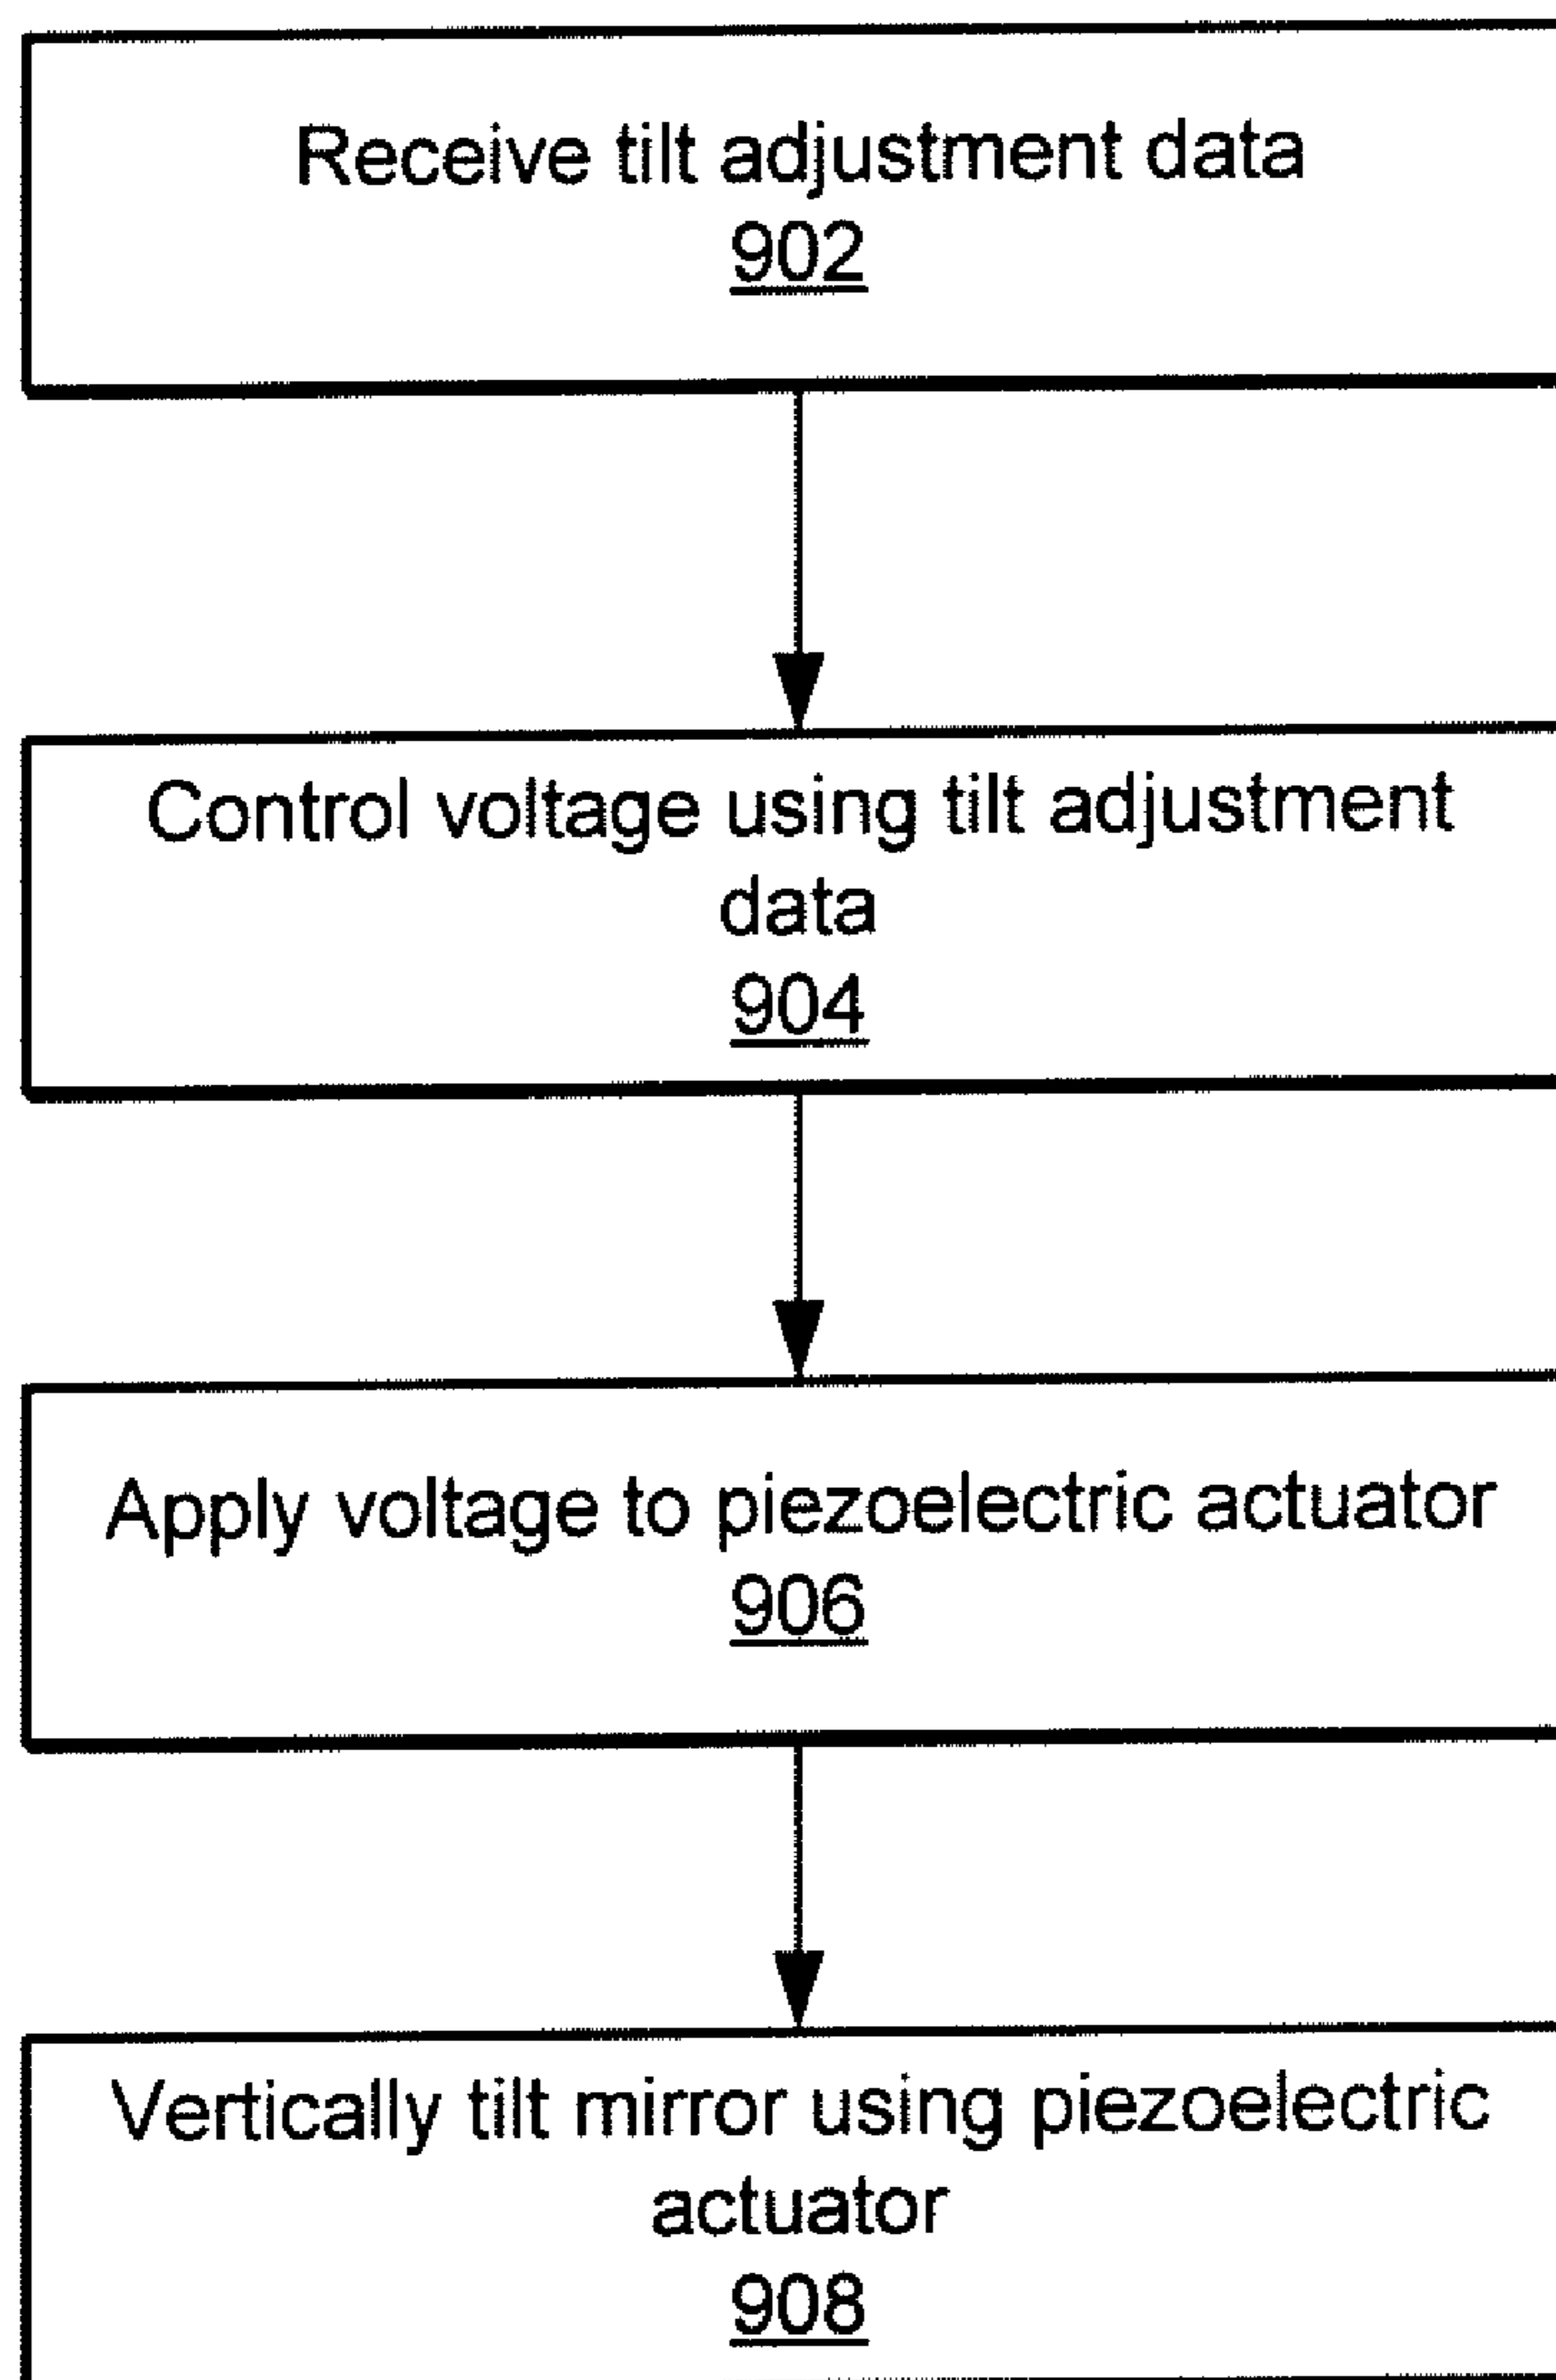 Receive tilt adjustment data
902
Control voltage using tilt adjustment
data
904
Apply voltage to piezoelectric actuator
906
Vertically tilt mirror using piezoelectric
actuator
908